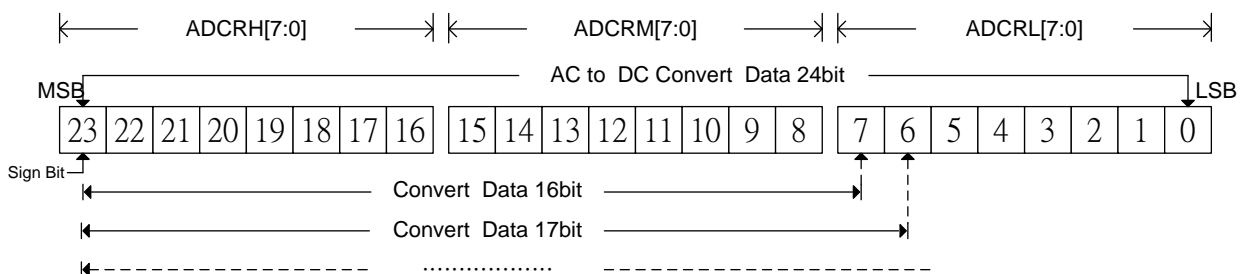 ADCRH[7:0] ADCRM[7:0] ADCRL[7:0]
AC to DC Convert Data 24bit
MSB LSB
23 22 21 20 19 18 17 16 15 14 13 12 11 10 9 8 7 6 5 4 3 2 1 0
Sign Bit
Convert Data 16bit
Convert Data 17bit
..................